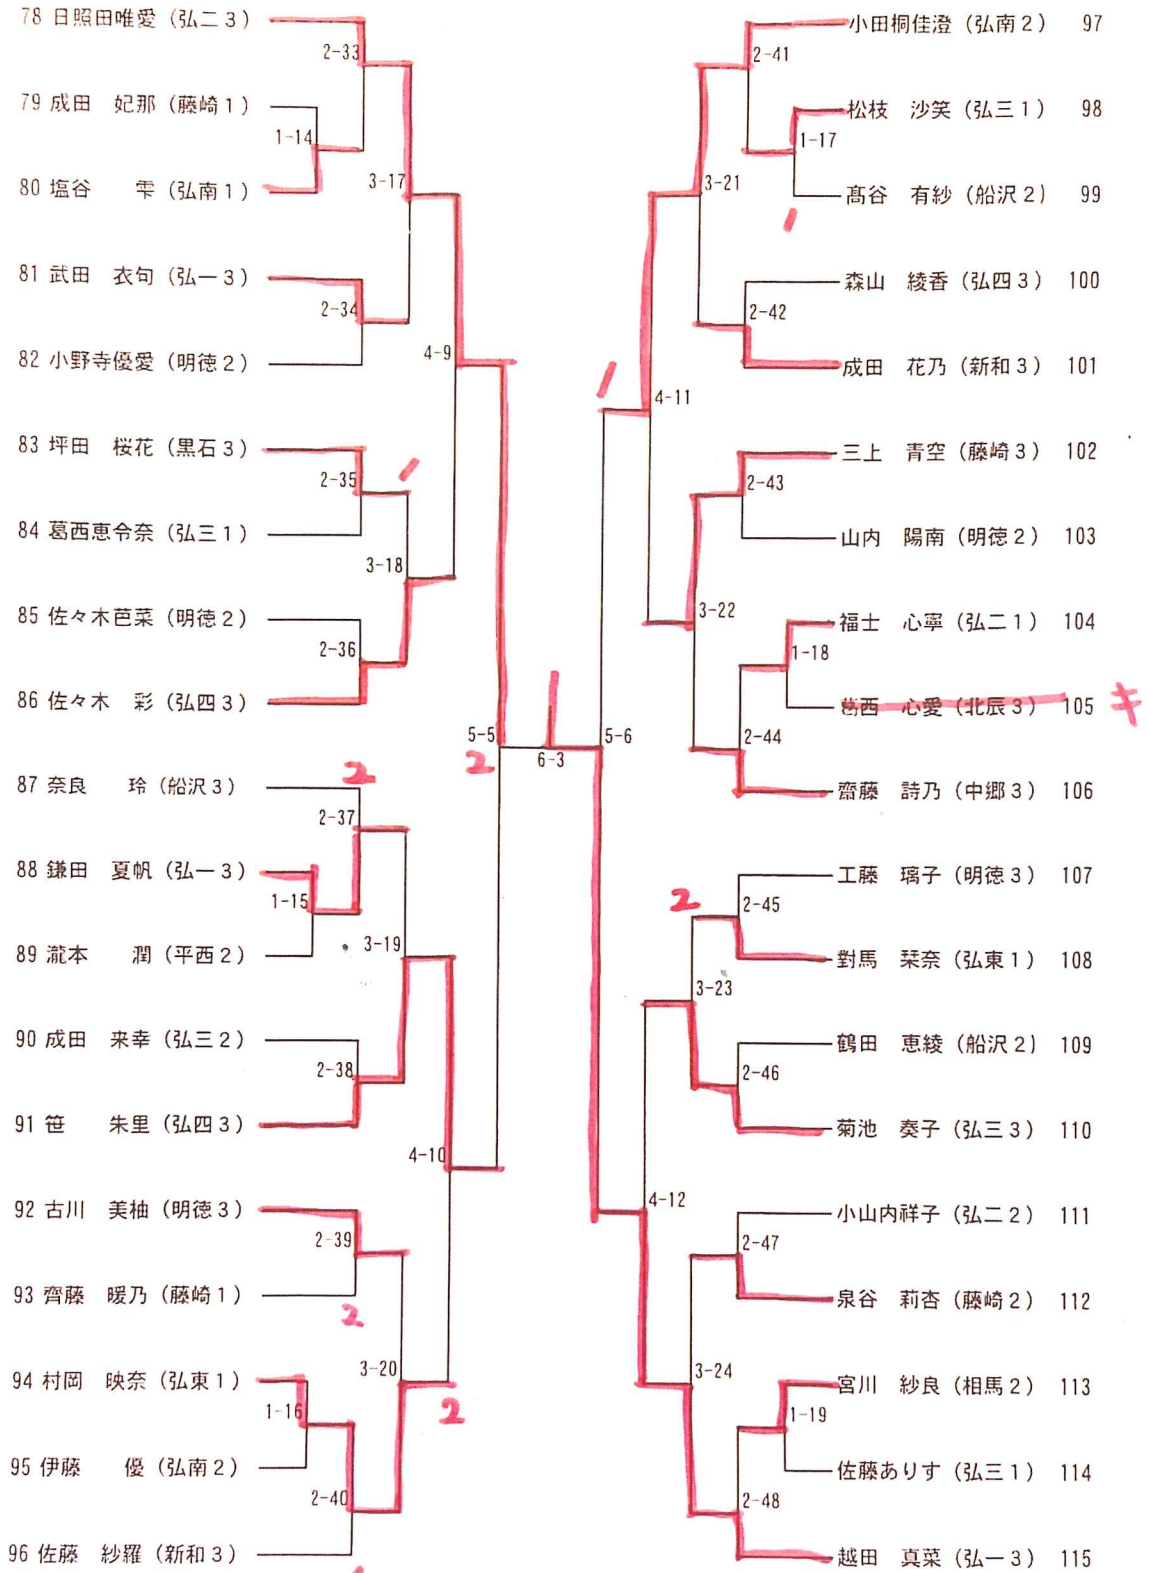 78 日照田唯愛 (弘二３)
79 成田　妃那 (藤崎１)
80 塩谷　　雫 (弘南１)
81 武田　衣句 (弘一３)
82 小野寺優愛 (明徳２)
83 坪田　桜花 (黒石３)
84 葛西恵令奈 (弘三１)
85 佐々木芭菜 (明徳２)
86 佐々木　彩 (弘四３)
87 奈良　　玲 (船沢３)
88 鎌田　夏帆 (弘一３)
89 瀧本　　潤 (平西２)
90 成田　来幸 (弘三２)
91 笹　　朱里 (弘四３)
92 古川　美柚 (明徳３)
93 齊藤　暖乃 (藤崎１)
94 村岡　映奈 (弘東１)
95 伊藤　　優 (弘南２)
96 佐藤　紗羅 (新和３)
2-33
1-14
3-17
2-34
4-9
2-35
1
3-18
2-36
5-5
2
2
2-37
1-15
3-19
2-38
4-10
2-39
2
3-20
1-16
2
2-40
6-3
5-6
1
2-41
1-17
3-21
1
2-42
4-11
2-43
3-22
1-18
2-44
2
2-45
3-23
2-46
4-12
2-47
3-24
1-19
2-48
小田桐佳澄 (弘南２) 97
松枝　沙笑 (弘三１) 98
髙谷　有紗 (船沢２) 99
森山　綾香 (弘四３) 100
成田　花乃 (新和３) 101
三上　青空 (藤崎３) 102
山内　陽南 (明徳２) 103
福士　心寧 (弘二１) 104
葛西　心愛 (北辰３) 105 キ
齋藤　詩乃 (中郷３) 106
工藤　璃子 (明徳３) 107
對馬　栞奈 (弘東１) 108
鶴田　恵綾 (船沢２) 109
菊池　奏子 (弘三３) 110
小山内祥子 (弘二２) 111
泉谷　莉杏 (藤崎２) 112
宮川　紗良 (相馬２) 113
佐藤ありす (弘三１) 114
越田　真菜 (弘一３) 115